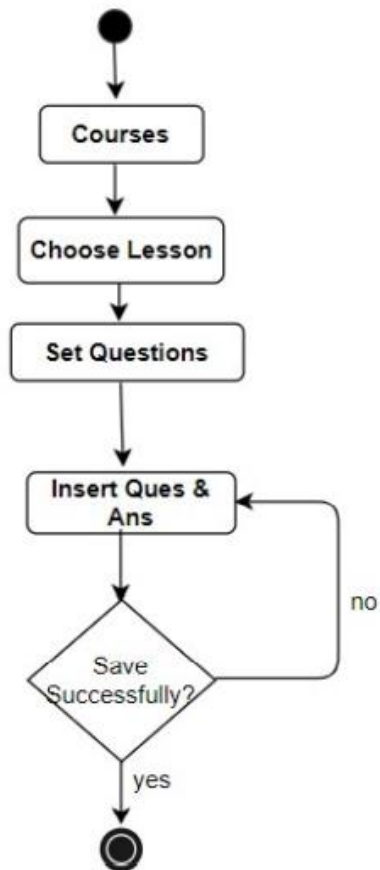 Courses
Choose Lesson
Set Questions
Insert Ques &
Ans
no
Save
Successfully?
yes